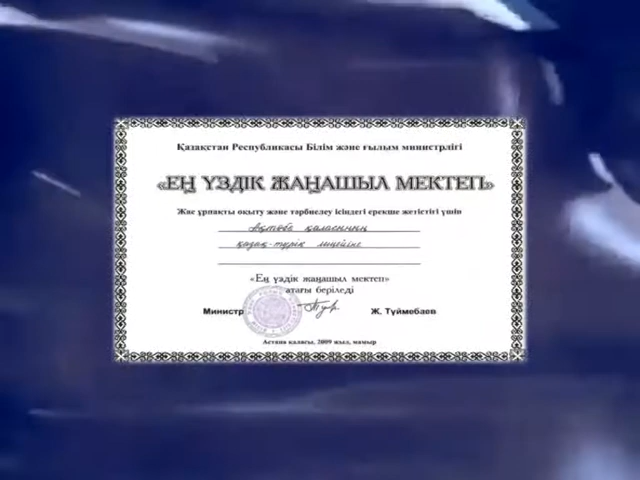 Қазақстан Республикасы Білім және ғылым министрлігі
«ЕҢ ҮЗДІК ЖАҢАШЫЛ МЕКТЕП»
Жас ұрпақты оқыту және тәрбиелеу ісіндегі ерекше жетістігі үшін
Ақтөбе қаласының
қазақ-түрік лицейіне
«Ең үздік жаңашыл мектеп»
атағы беріледі
Министр Ж. Түймебаев
Астана қаласы, 2009 жыл, мамыр